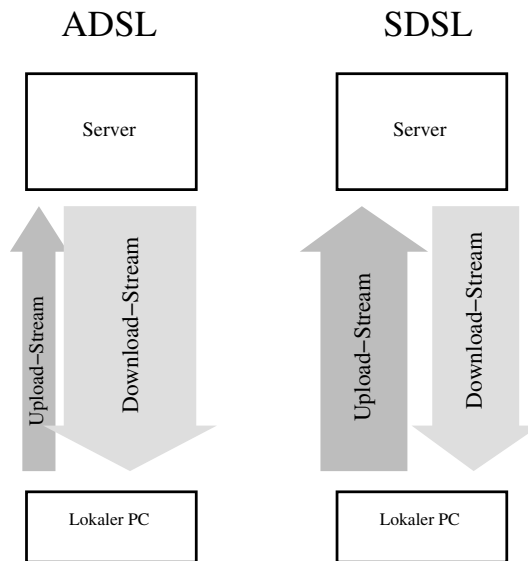 ADSL
SDSL
Server
Server
Upload−Stream
Download−Stream
Upload−Stream
Download−Stream
Lokaler PC
Lokaler PC